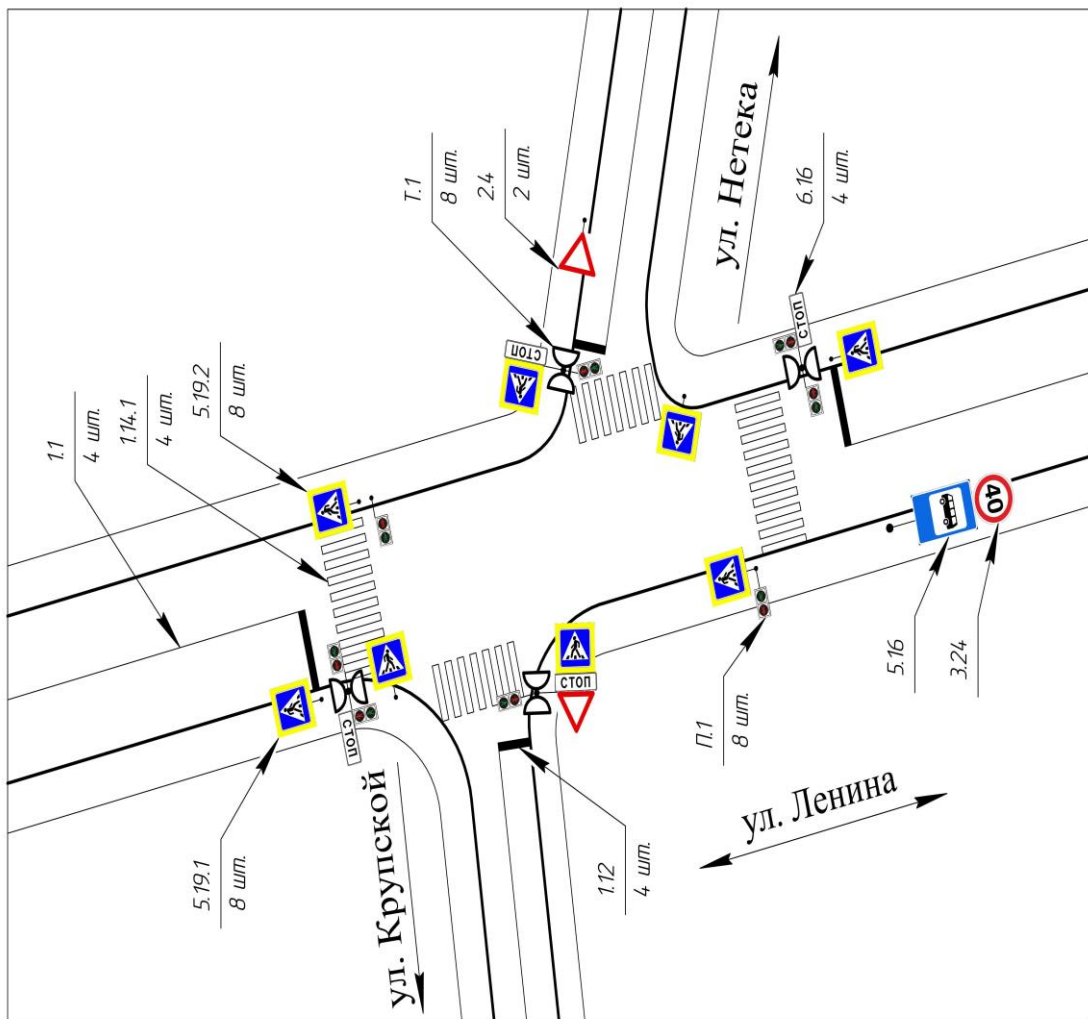 Т.1
8 шт.
2.4
2 шт.
ул. Нетека
6.16
4 шт.
1.1
4 шт.
1.14.1
4 шт.
5.19.2
8 шт.
СТОП
СТОП
40
СТОП
СТОП
5.19.1
8 шт.
ул. Крупской
1.12
4 шт.
П.1
8 шт.
ул. Ленина
5.16
3.24